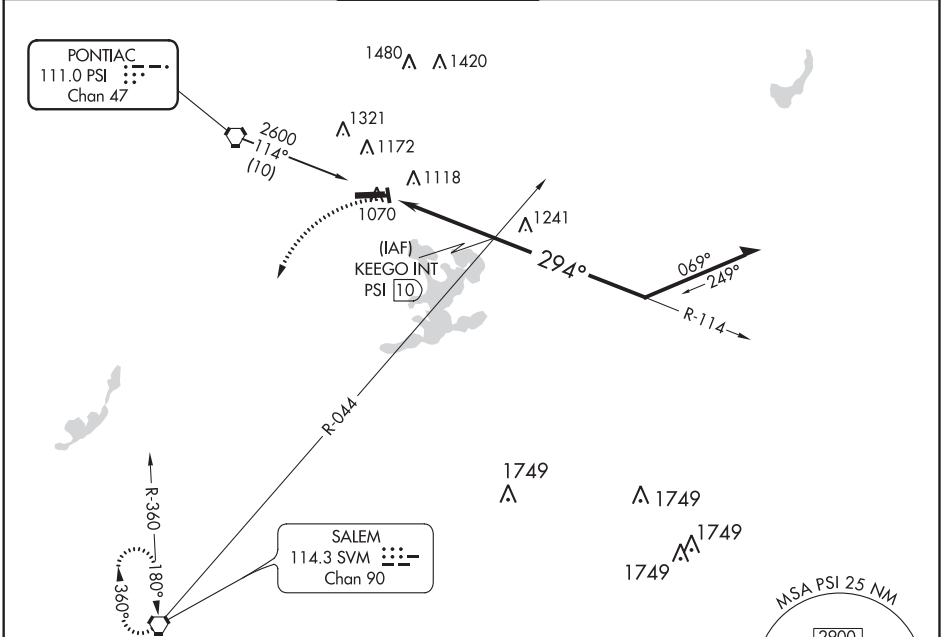 PONTIAC
111.0 PSI
Chan 47
1480
1420
1321
1172
2600
114°
(10)
1118
1070
1241
(IAF)
KEEGO INT
PSI 10
294°
069°
249°
R-114
R-044
1749
1749
1749
1749
R-360
180°
360°
SALEM
114.3 SVM
Chan 90
MSA PSI 25 NM
2900